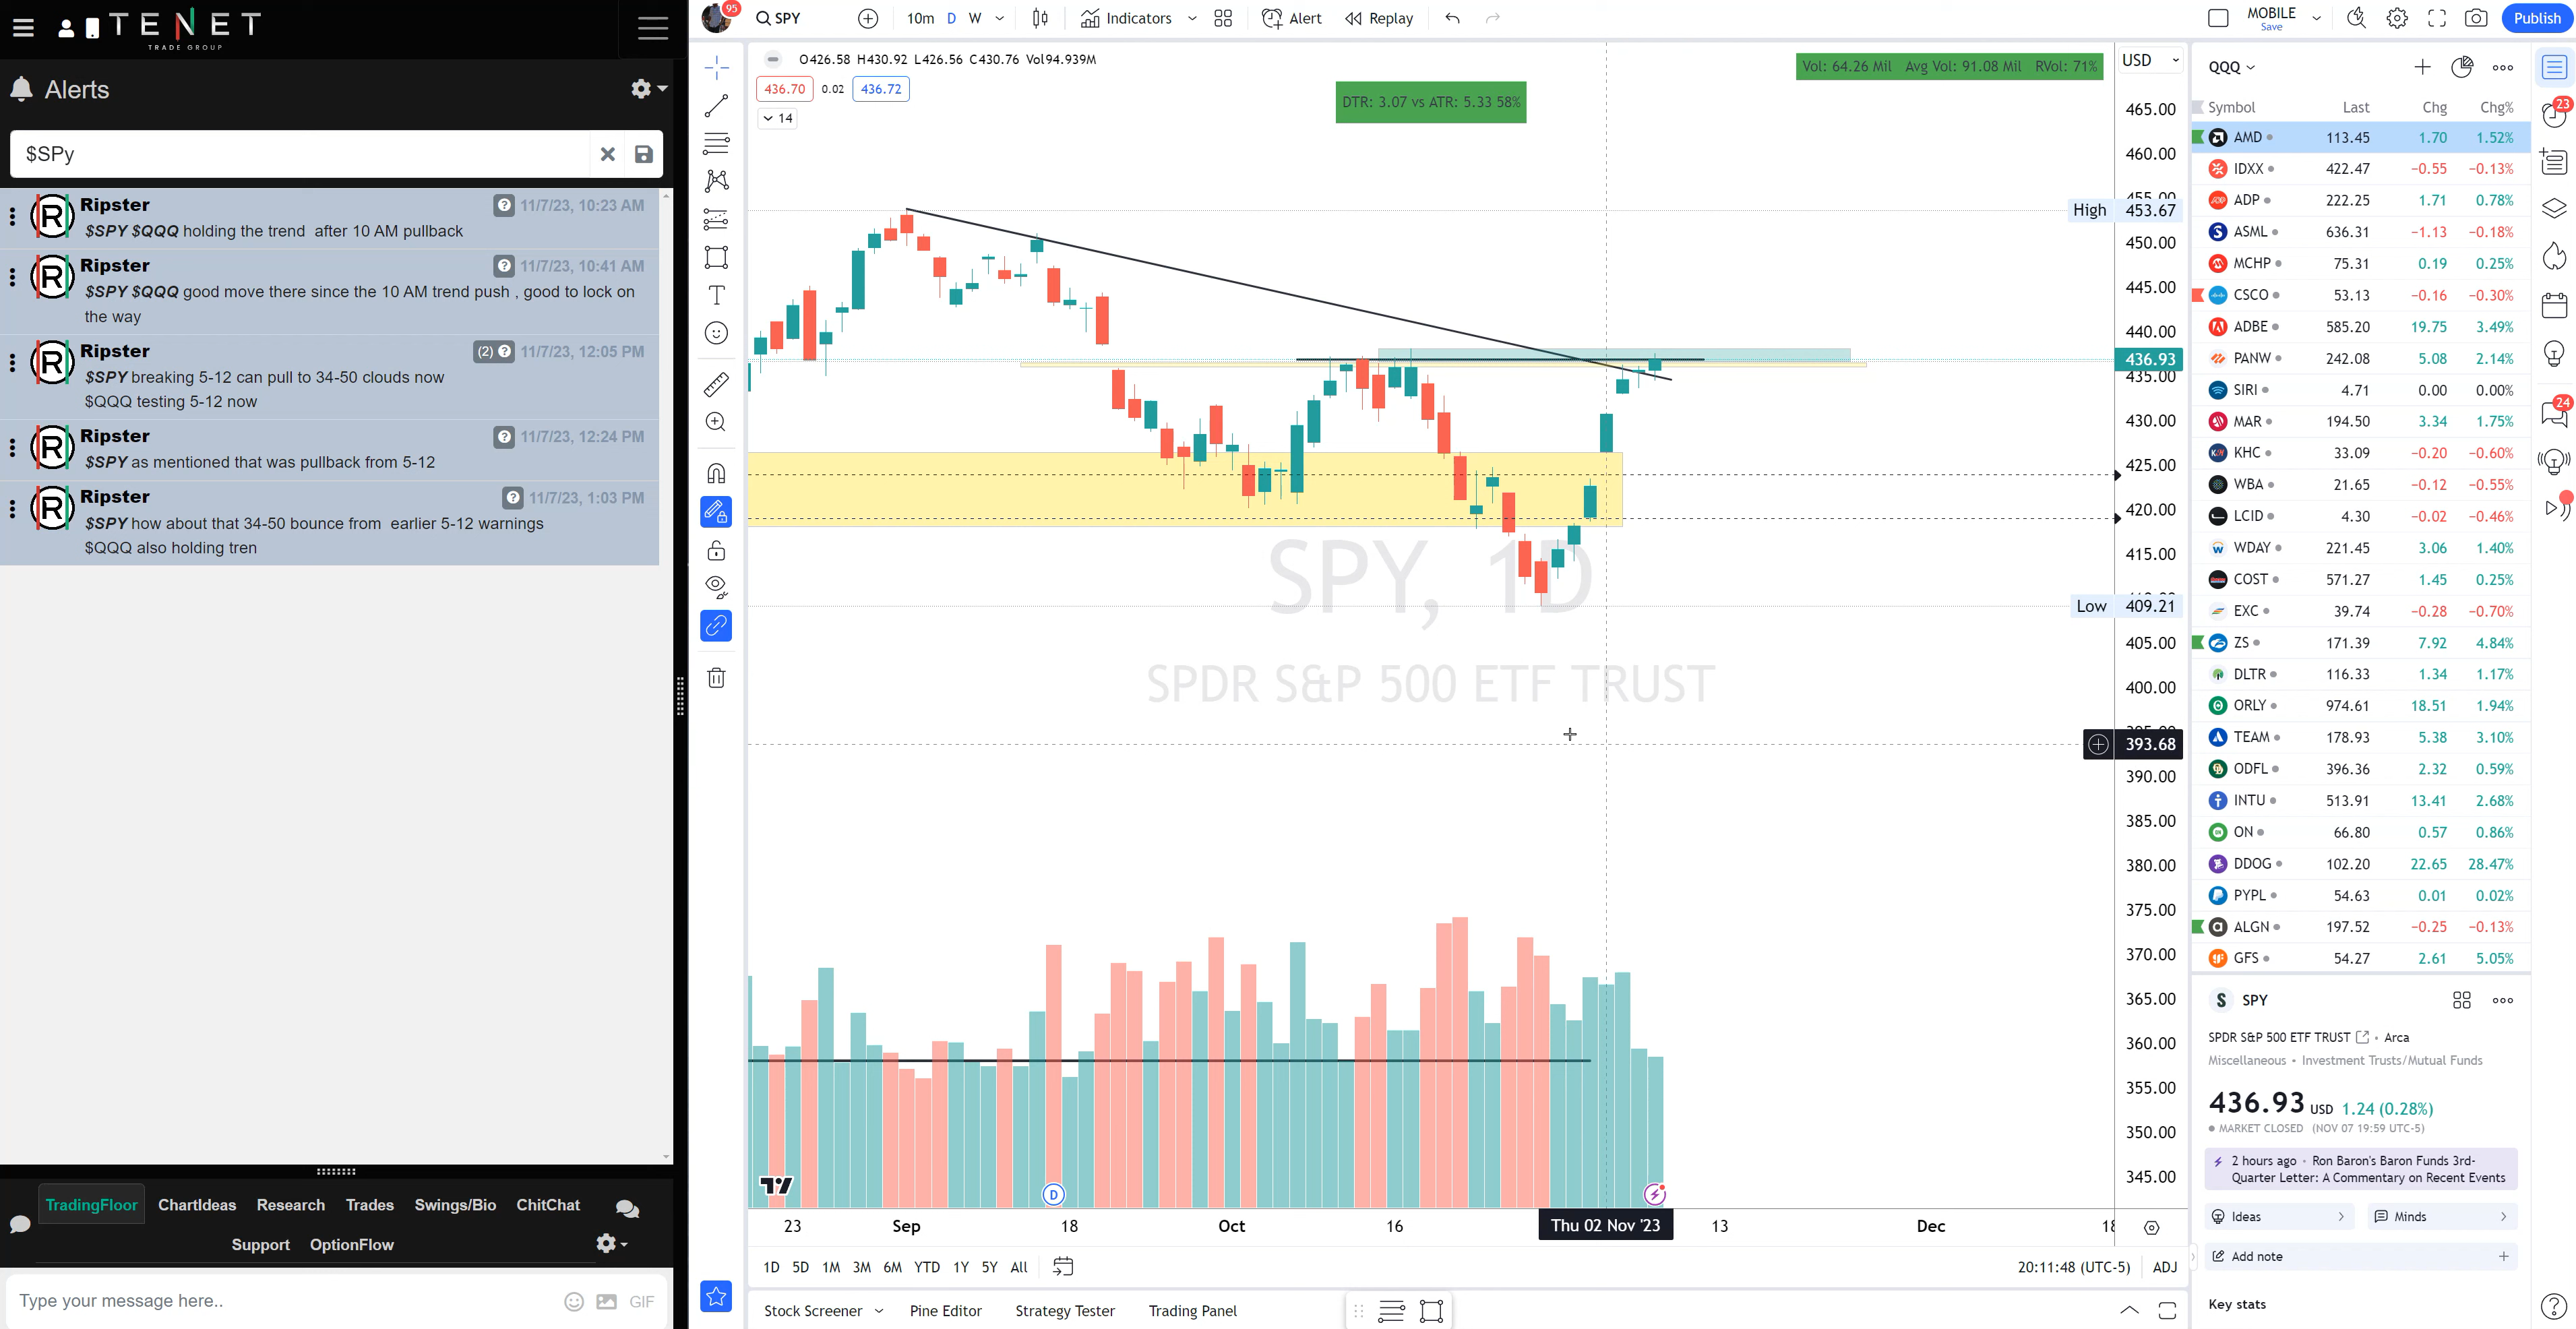 TENET
TRADE GROUP
Alerts
$SPy
Ripster
11/7/23, 10:23 AM
$SPY $QQQ holding the trend after 10 AM pullback
Ripster
11/7/23, 10:41 AM
$SPY $QQQ good move there since the 10 AM trend push , good to lock on
the way
Ripster
(2) 11/7/23, 12:05 PM
$SPY breaking 5-12 can pull to 34-50 clouds now
$QQQ testing 5-12 now
Ripster
11/7/23, 12:24 PM
$SPY as mentioned that was pullback from 5-12
Ripster
11/7/23, 1:03 PM
$SPY how about that 34-50 bounce from earlier 5-12 warnings
$QQQ also holding tren
TradingFloor ChartIdeas Research Trades Swings/Bio ChitChat
Support OptionFlow
Type your message here..
GIF
95
SPY
10m D W
Indicators
Alert
Replay
MOBILE
Save
Publish
O426.58 H430.92 L426.56 C430.76 Vol94.939M
436.70 0.02 436.72
14
DTR: 3.07 vs ATR: 5.33 58%
Vol: 64.26 Mil Avg Vol: 91.08 Mil RVol: 71%
USD
465.00
460.00
High 453.67
450.00
445.00
440.00
436.93
435.00
430.00
425.00
420.00
415.00
Low 409.21
405.00
400.00
393.68
390.00
385.00
380.00
375.00
370.00
365.00
360.00
355.00
350.00
345.00
SPY, 1D
SPDR S&P 500 ETF TRUST
D
23 Sep 18 Oct 16 Thu 02 Nov '23 13 Dec 18
1D 5D 1M 3M 6M YTD 1Y 5Y All
20:11:48 (UTC-5) ADJ
Stock Screener Pine Editor Strategy Tester Trading Panel
QQQ
Symbol Last Chg Chg%
AMD 113.45 1.70 1.52%
IDXX 422.47 −0.55 −0.13%
ADP 222.25 1.71 0.78%
ASML 636.31 −1.13 −0.18%
MCHP 75.31 0.19 0.25%
CSCO 53.13 −0.16 −0.30%
ADBE 585.20 19.75 3.49%
PANW 242.08 5.08 2.14%
SIRI 4.71 0.00 0.00%
MAR 194.50 3.34 1.75%
KHC 33.09 −0.20 −0.60%
WBA 21.65 −0.12 −0.55%
LCID 4.30 −0.02 −0.46%
WDAY 221.45 3.06 1.40%
COST 571.27 1.45 0.25%
EXC 39.74 −0.28 −0.70%
ZS 171.39 7.92 4.84%
DLTR 116.33 1.34 1.17%
ORLY 974.61 18.51 1.94%
TEAM 178.93 5.38 3.10%
ODFL 396.36 2.32 0.59%
INTU 513.91 13.41 2.68%
ON 66.80 0.57 0.86%
DDOG 102.20 22.65 28.47%
PYPL 54.63 0.01 0.02%
ALGN 197.52 −0.25 −0.13%
GFS 54.27 2.61 5.05%
S SPY
SPDR S&P 500 ETF TRUST • Arca
Miscellaneous • Investment Trusts/Mutual Funds
436.93 USD 1.24 (0.28%)
MARKET CLOSED (NOV 07 19:59 UTC-5)
2 hours ago · Ron Baron's Baron Funds 3rd-
Quarter Letter: A Commentary on Recent Events
Ideas
Minds
Add note
Key stats
23
24